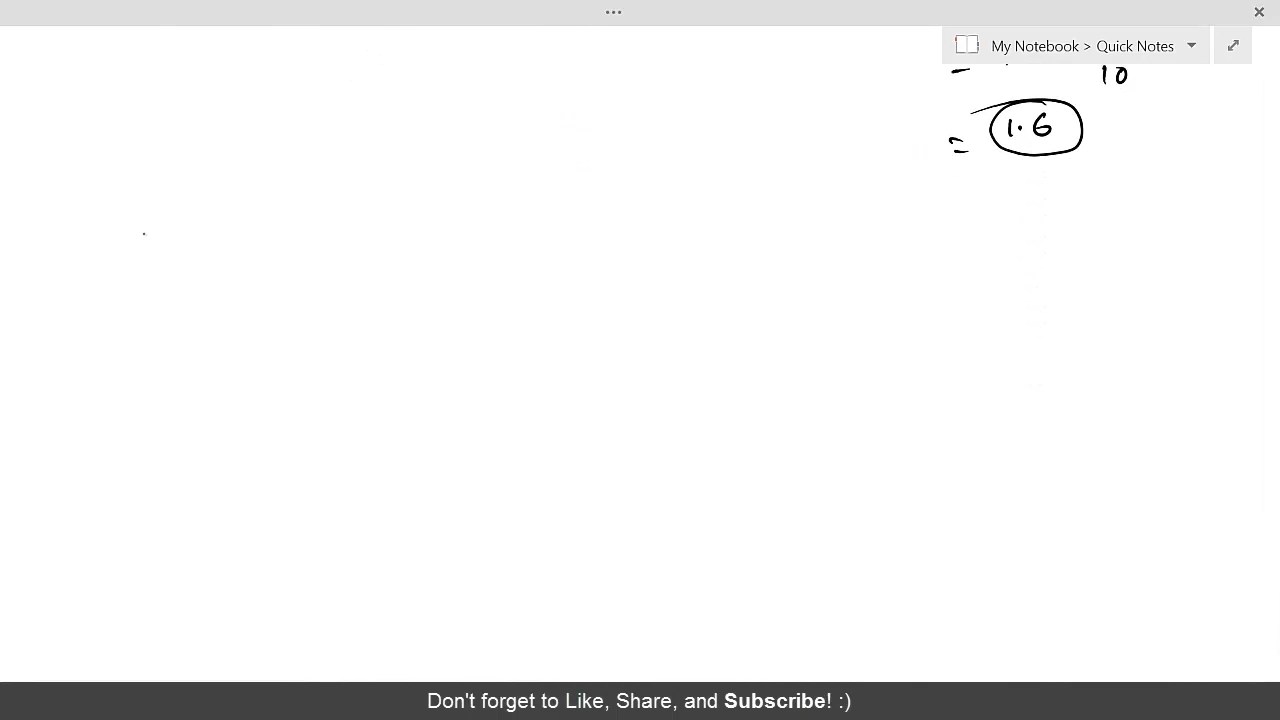 My Notebook > Quick Notes
10
= 1.6
Don't forget to Like, Share, and Subscribe! :)